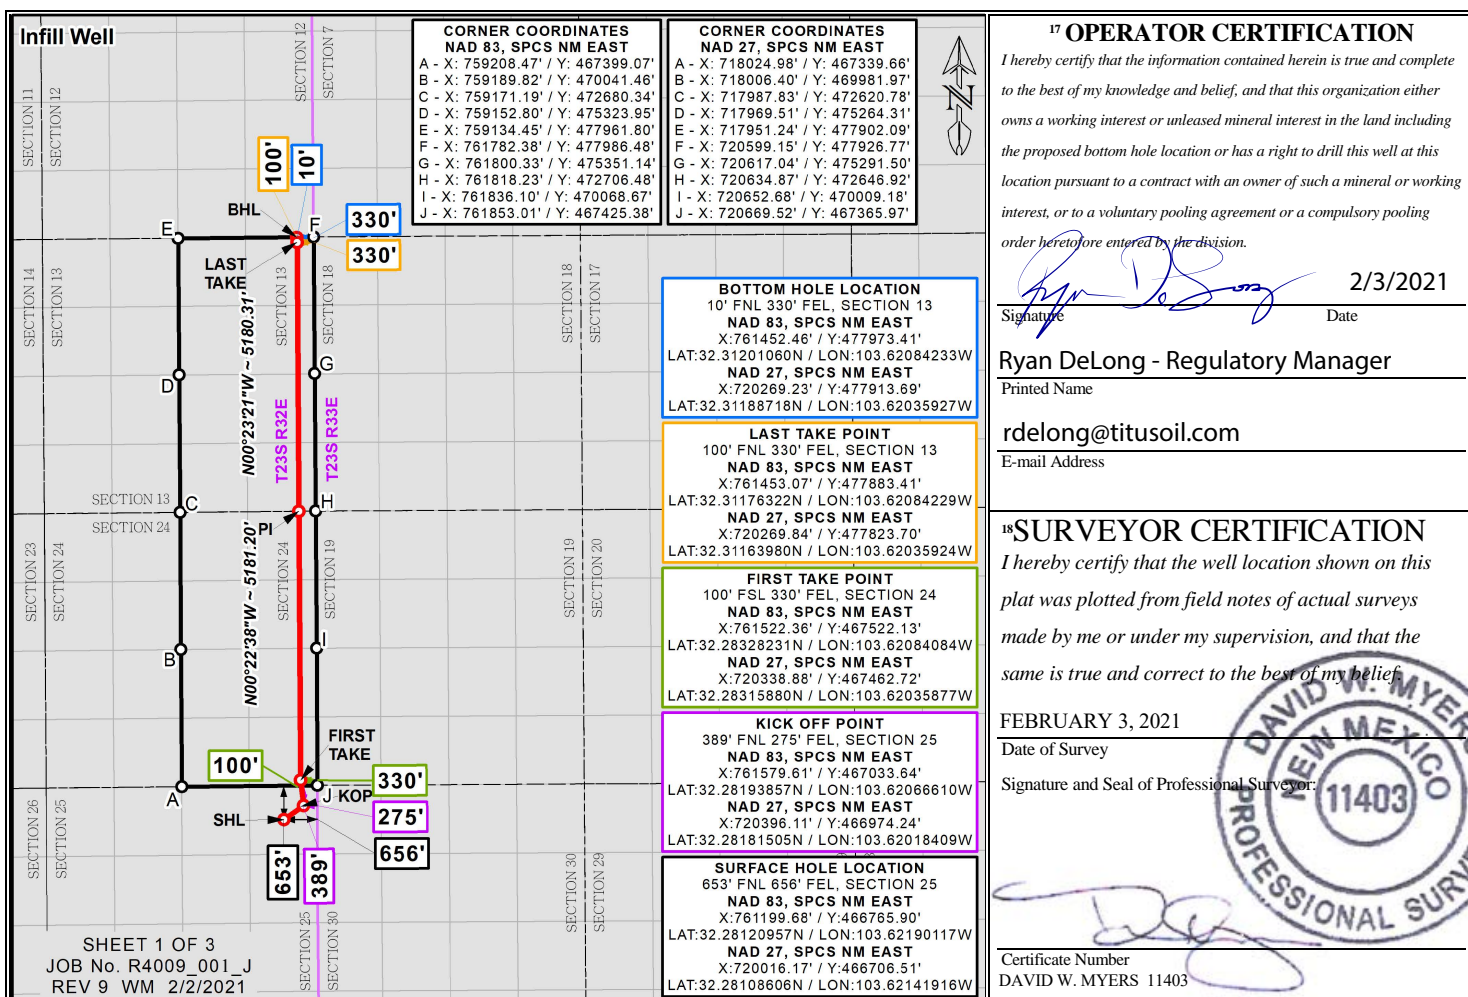 Infill Well
CORNER COORDINATES
NAD 83, SPCS NM EAST
A - X: 759208.47' / Y: 467399.07'
B - X: 759189.82' / Y: 470041.46'
C - X: 759171.19' / Y: 472680.34'
D - X: 759152.80' / Y: 475323.95'
E - X: 759134.45' / Y: 477961.80'
F - X: 761782.38' / Y: 477986.48'
G - X: 761800.33' / Y: 475351.14'
H - X: 761818.23' / Y: 472706.48'
I - X: 761836.10' / Y: 470068.67'
J - X: 761853.01' / Y: 467425.38'
CORNER COORDINATES
NAD 27, SPCS NM EAST
A - X: 718024.98' / Y: 467339.66'
B - X: 718006.40' / Y: 469981.97'
C - X: 717987.83' / Y: 472620.78'
D - X: 717969.51' / Y: 475264.31'
E - X: 717951.24' / Y: 477902.09'
F - X: 720599.15' / Y: 477926.77'
G - X: 720617.04' / Y: 475291.50'
H - X: 720634.87' / Y: 472646.92'
I - X: 720652.68' / Y: 470009.18'
J - X: 720669.52' / Y: 467365.97'
N
SECTION 11
SECTION 12
SECTION 12
SECTION 7
100'
10'
BHL
E
F
330'
330'
LAST
TAKE
SECTION 14
SECTION 13
SECTION 13
SECTION 18
SECTION 18
SECTION 17
N00°23'21"W ~ 5180.31'
T23S R32E
T23S R33E
D
G
SECTION 13
SECTION 24
C
H
PI
SECTION 23
SECTION 24
SECTION 24
SECTION 19
SECTION 19
SECTION 20
N00°22'38"W ~ 5181.20'
B
I
FIRST
TAKE
100'
330'
A
J
KOP
SHL
275'
656'
653'
389'
SECTION 26
SECTION 25
SECTION 25
SECTION 30
SECTION 30
SECTION 29
SHEET 1 OF 3
JOB No. R4009_001_J
REV 9 WM 2/2/2021
BOTTOM HOLE LOCATION
10' FNL 330' FEL, SECTION 13
NAD 83, SPCS NM EAST
X:761452.46' / Y:477973.41'
LAT:32.31201060N / LON:103.62084233W
NAD 27, SPCS NM EAST
X:720269.23' / Y:477913.69'
LAT:32.31188718N / LON:103.62035927W
LAST TAKE POINT
100' FNL 330' FEL, SECTION 13
NAD 83, SPCS NM EAST
X:761453.07' / Y:477883.41'
LAT:32.31176322N / LON:103.62084229W
NAD 27, SPCS NM EAST
X:720269.84' / Y:477823.70'
LAT:32.31163980N / LON:103.62035924W
FIRST TAKE POINT
100' FSL 330' FEL, SECTION 24
NAD 83, SPCS NM EAST
X:761522.36' / Y:467522.13'
LAT:32.28328231N / LON:103.62084084W
NAD 27, SPCS NM EAST
X:720338.88' / Y:467462.72'
LAT:32.28315880N / LON:103.62035877W
KICK OFF POINT
389' FNL 275' FEL, SECTION 25
NAD 83, SPCS NM EAST
X:761579.61' / Y:467033.64'
LAT:32.28193857N / LON:103.62066610W
NAD 27, SPCS NM EAST
X:720396.11' / Y:466974.24'
LAT:32.28181505N / LON:103.62018409W
SURFACE HOLE LOCATION
653' FNL 656' FEL, SECTION 25
NAD 83, SPCS NM EAST
X:761199.68' / Y:466765.90'
LAT:32.28120957N / LON:103.62190117W
NAD 27, SPCS NM EAST
X:720016.17' / Y:466706.51'
LAT:32.28108606N / LON:103.62141916W
17 OPERATOR CERTIFICATION
I hereby certify that the information contained herein is true and complete
to the best of my knowledge and belief, and that this organization either
owns a working interest or unleased mineral interest in the land including
the proposed bottom hole location or has a right to drill this well at this
location pursuant to a contract with an owner of such a mineral or working
interest, or to a voluntary pooling agreement or a compulsory pooling
order heretofore entered by the division.
2/3/2021
Signature Date
Ryan DeLong - Regulatory Manager
Printed Name
rdelong@titusoil.com
E-mail Address
18 SURVEYOR CERTIFICATION
I hereby certify that the well location shown on this
plat was plotted from field notes of actual surveys
made by me or under my supervision, and that the
same is true and correct to the best of my belief.
FEBRUARY 3, 2021
Date of Survey
Signature and Seal of Professional Surveyor:
DAVID W. MYERS
NEW MEXICO
11403
PROFESSIONAL SURVE
Certificate Number
DAVID W. MYERS 11403